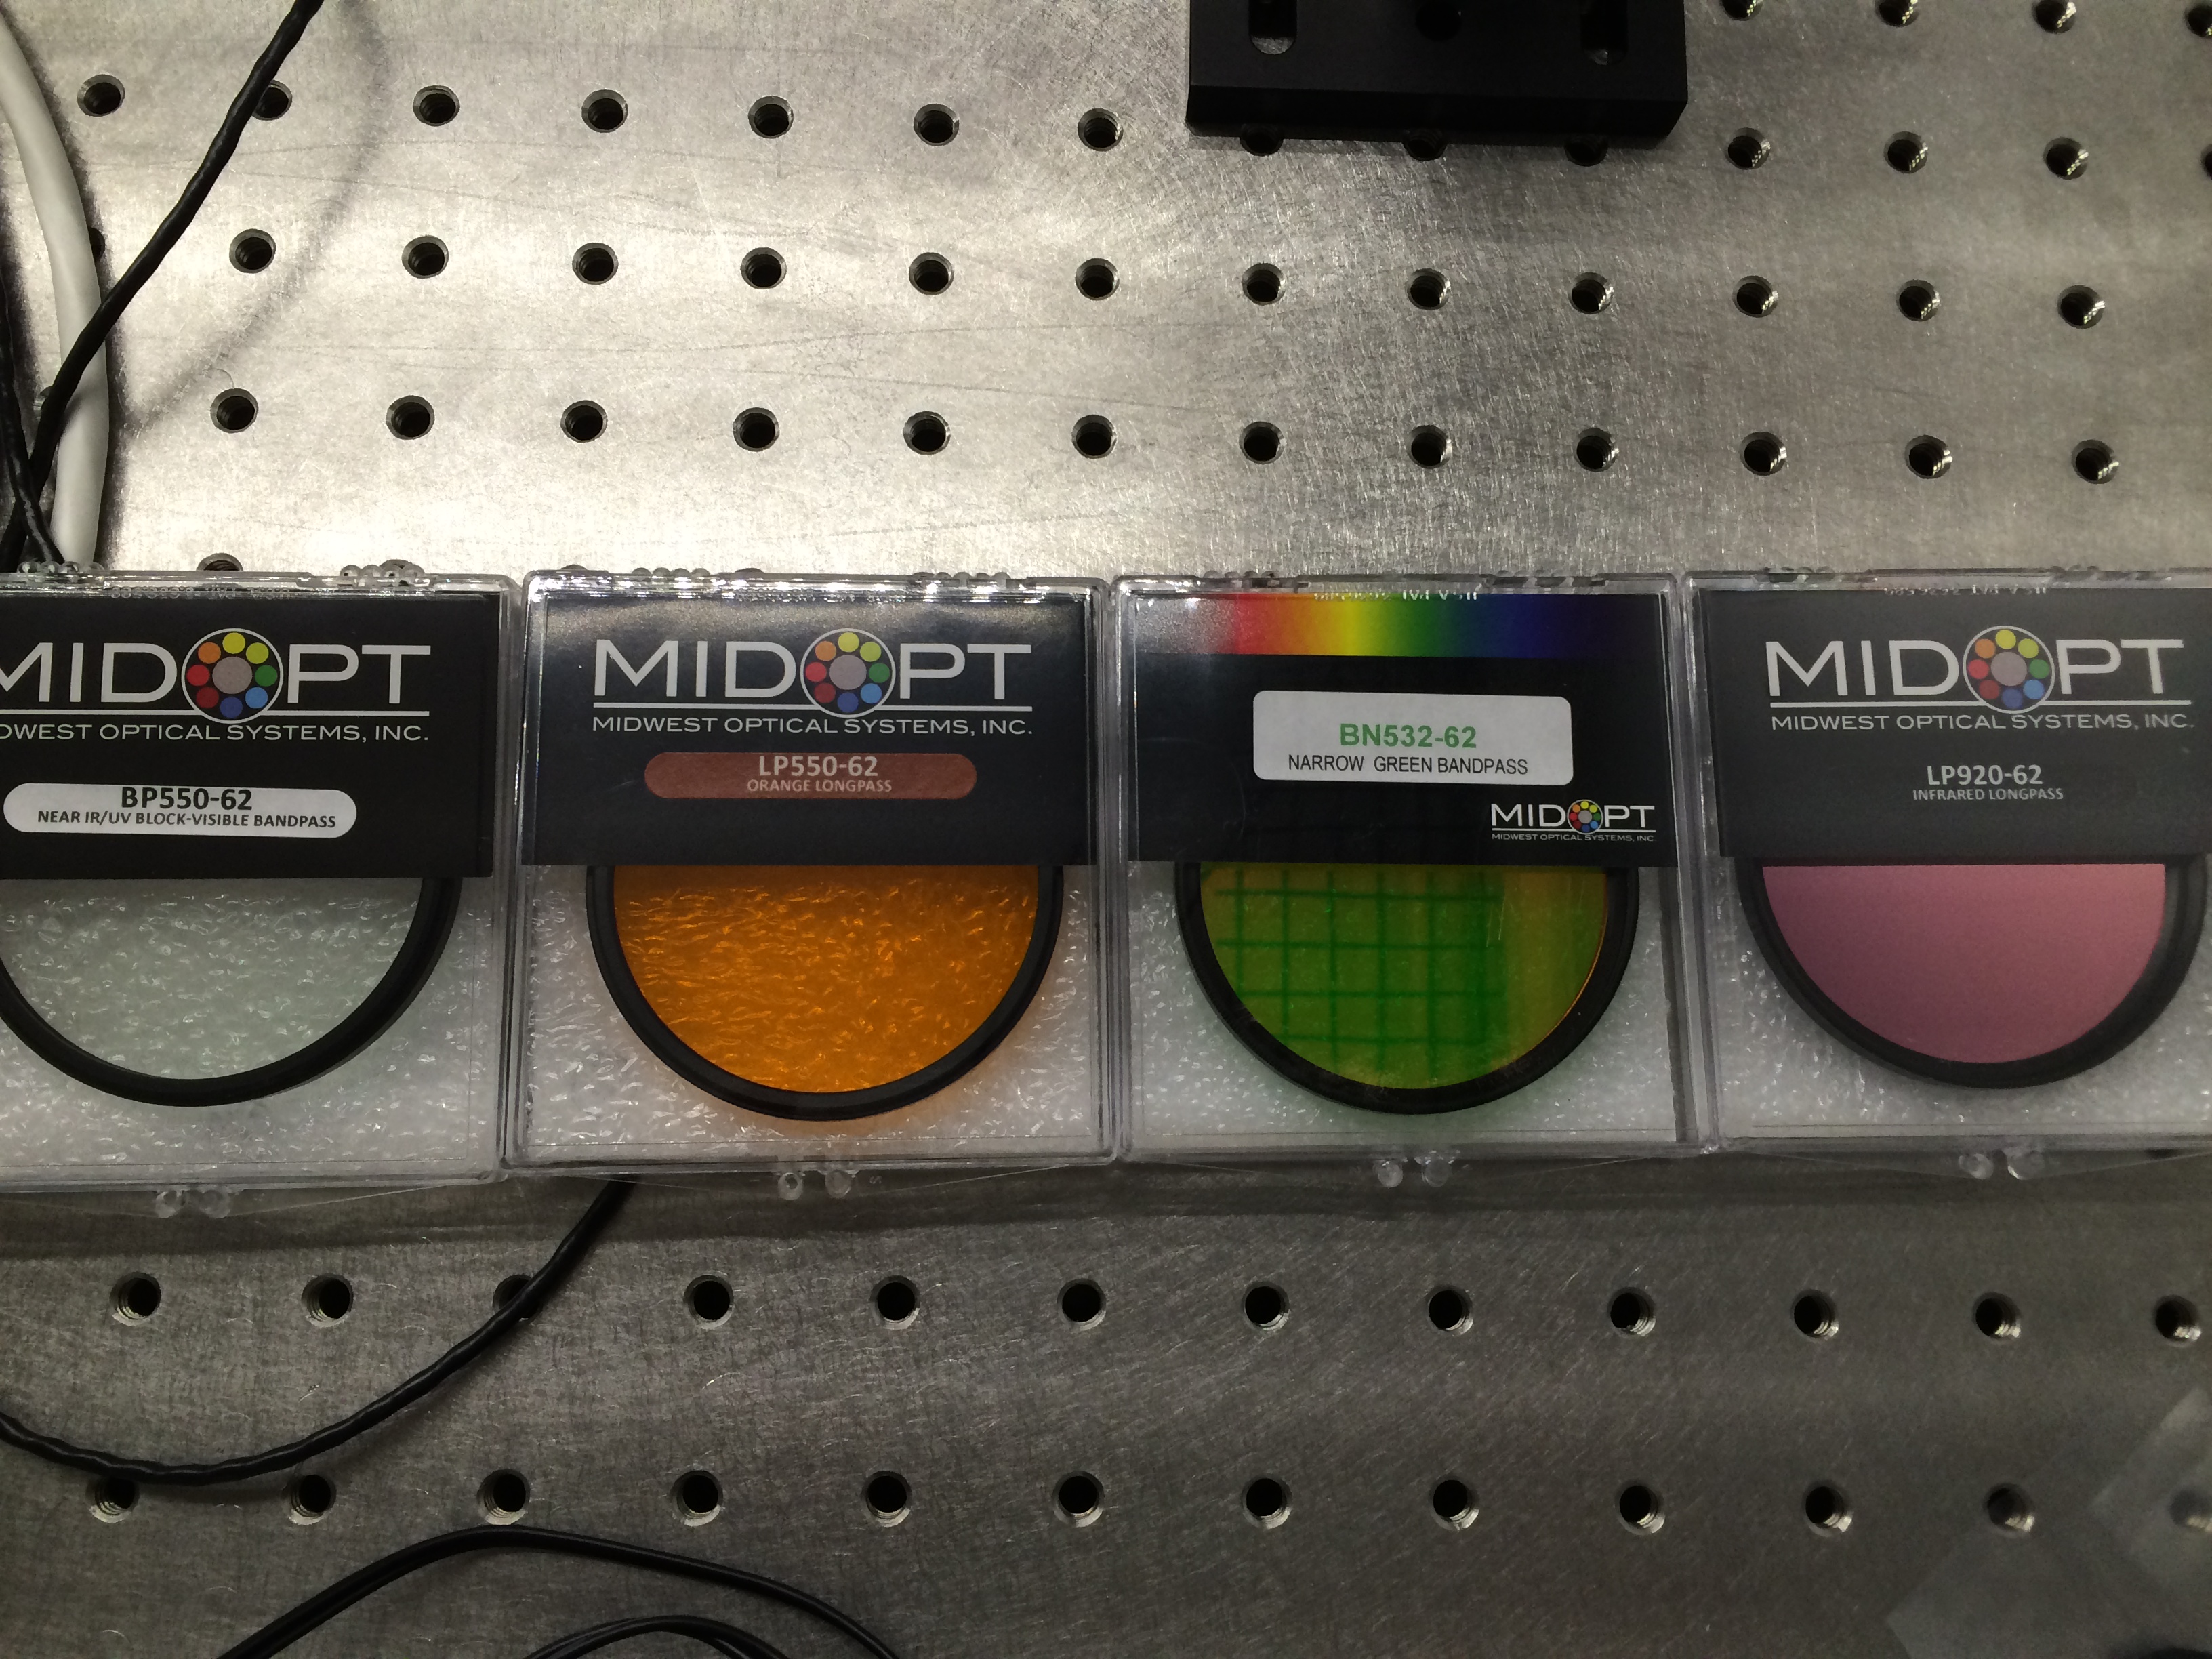 MIDOPT
DWEST OPTICAL SYSTEMS, INC.
BP550-62
NEAR IR/UV BLOCK-VISIBLE BANDPASS
MIDOPT
MIDWEST OPTICAL SYSTEMS, INC.
LP550-62
ORANGE LONGPASS
BN532-62
NARROW GREEN BANDPASS
MIDOPT
MIDWEST OPTICAL SYSTEMS, INC.
MIDOPT
MIDWEST OPTICAL SYSTEMS, INC.
LP920-62
INFRARED LONGPASS